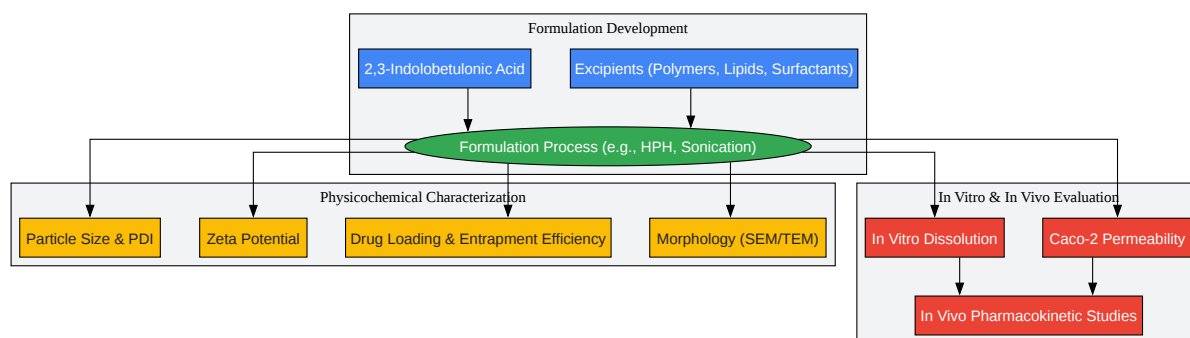 Formulation Development
2,3-Indolobetulonic Acid
Excipients (Polymers, Lipids, Surfactants)
Formulation Process (e.g., HPH, Sonication)
Physicochemical Characterization
Particle Size & PDI
Zeta Potential
Drug Loading & Entrapment Efficiency
Morphology (SEM/TEM)
In Vitro & In Vivo Evaluation
In Vitro Dissolution
Caco-2 Permeability
In Vivo Pharmacokinetic Studies